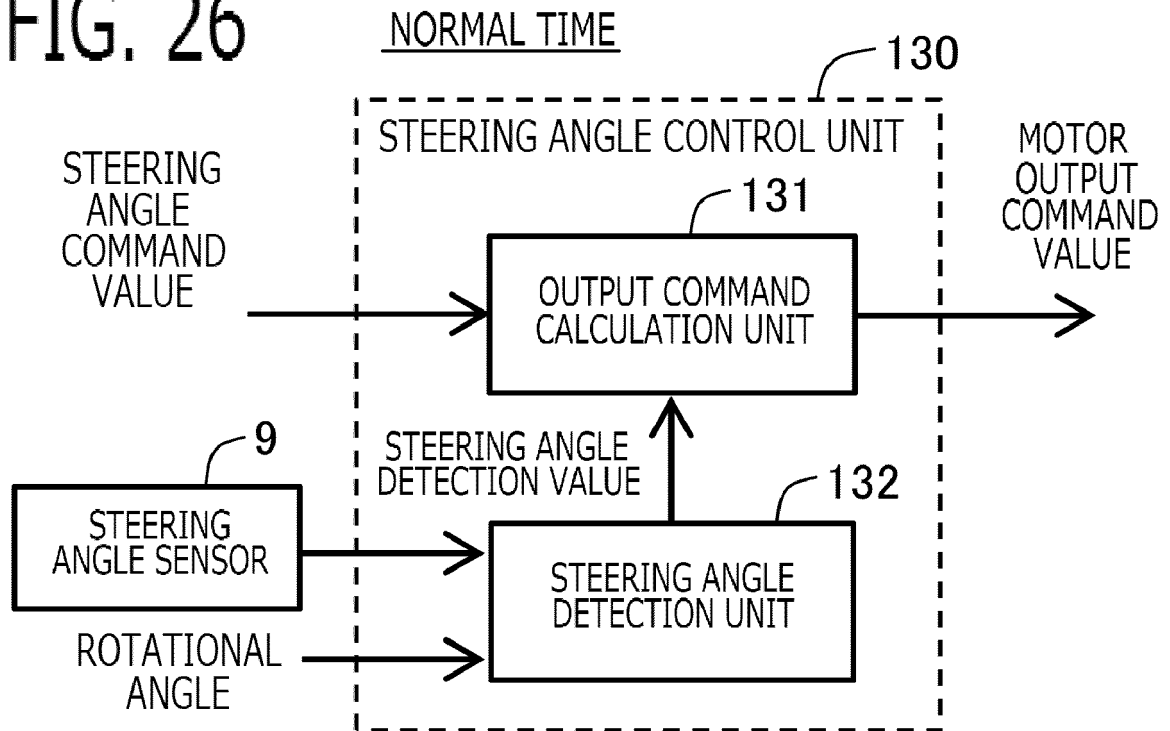 FIG. 26
NORMAL TIME
130
STEERING ANGLE CONTROL UNIT
STEERING
ANGLE
COMMAND
VALUE
131
OUTPUT COMMAND
CALCULATION UNIT
MOTOR
OUTPUT
COMMAND
VALUE
STEERING ANGLE
DETECTION VALUE
9
STEERING
ANGLE SENSOR
132
STEERING ANGLE
DETECTION UNIT
ROTATIONAL
ANGLE